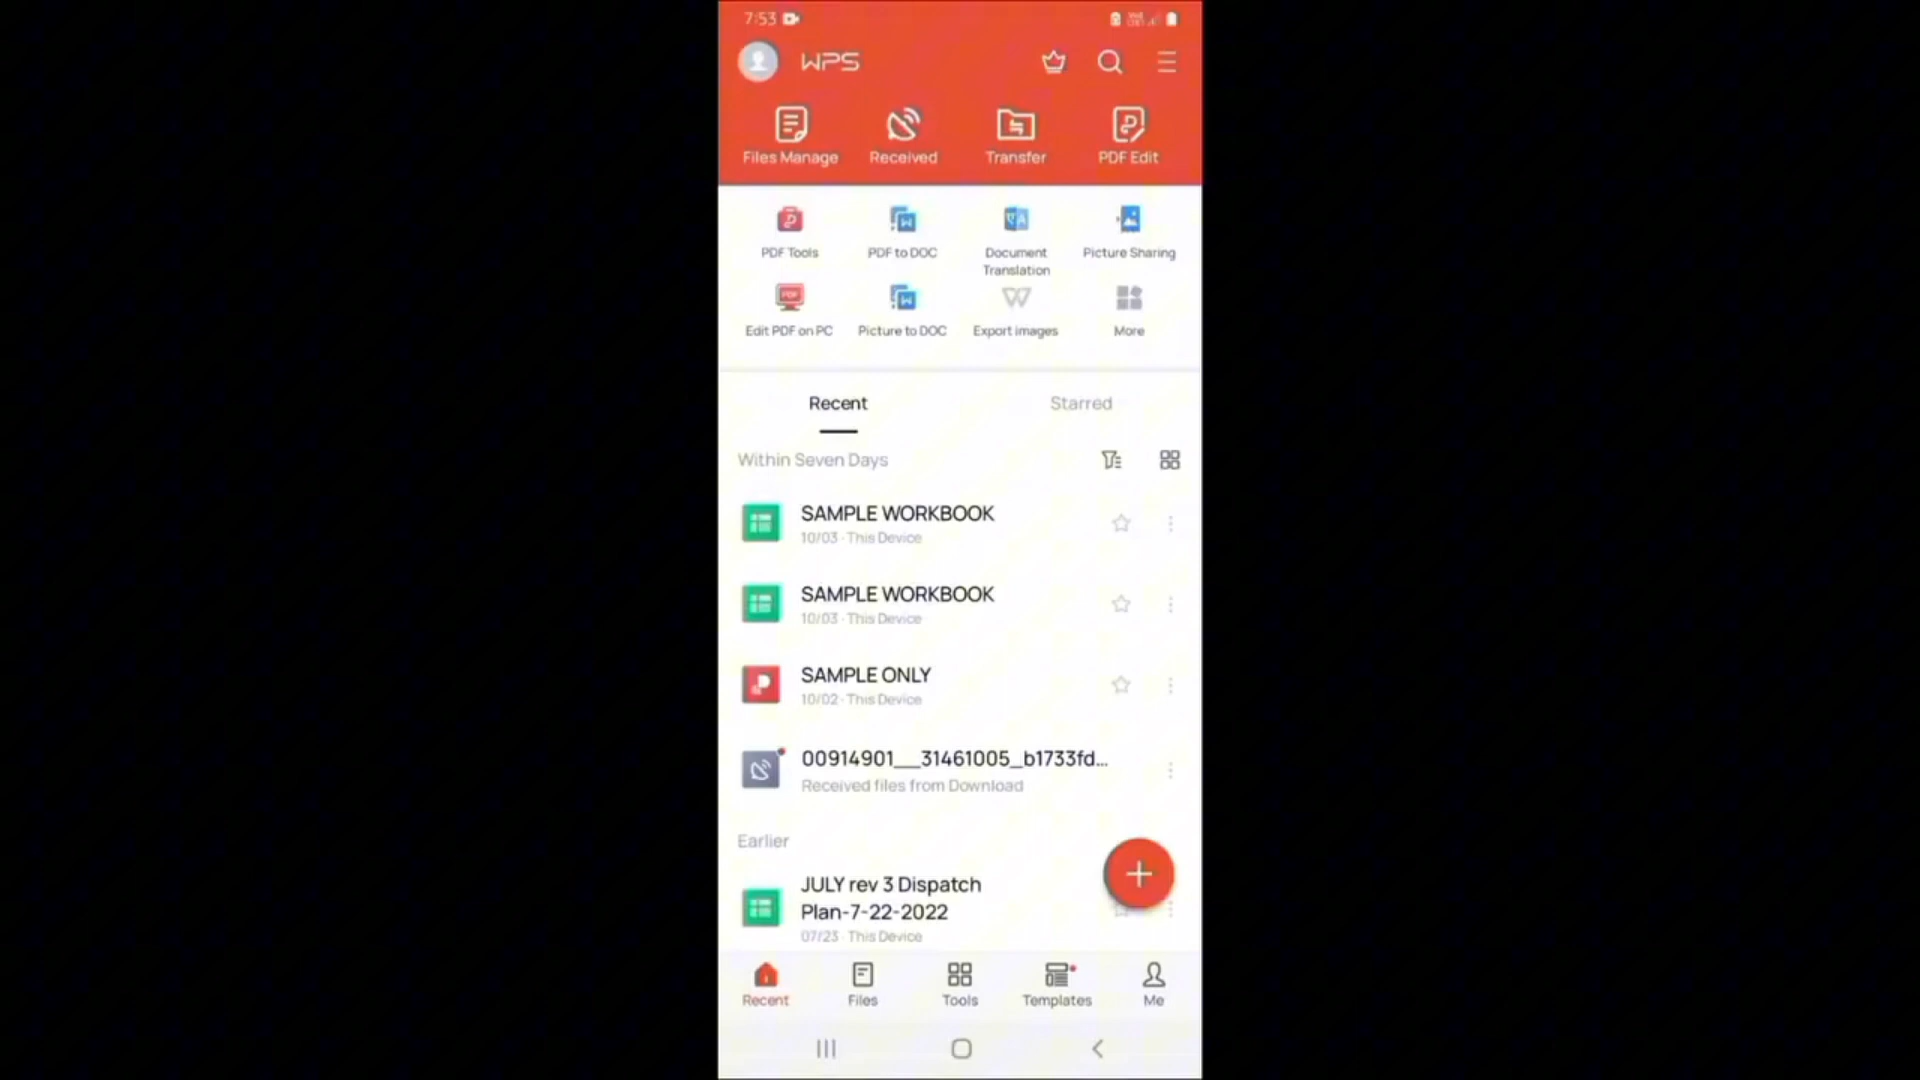 7:53
WPS
Files Manage Received Transfer PDF Edit
PDF Tools PDF to DOC Document Translation Picture Sharing
Edit PDF on PC Picture to DOC Export images More
Recent Starred
Within Seven Days
SAMPLE WORKBOOK
10/03 · This Device
SAMPLE WORKBOOK
10/03 · This Device
SAMPLE ONLY
10/02 · This Device
00914901__31461005_b1733fd...
Received files from Download
Earlier
JULY rev 3 Dispatch
Plan-7-22-2022
07/23 · This Device
Recent Files Tools Templates Me